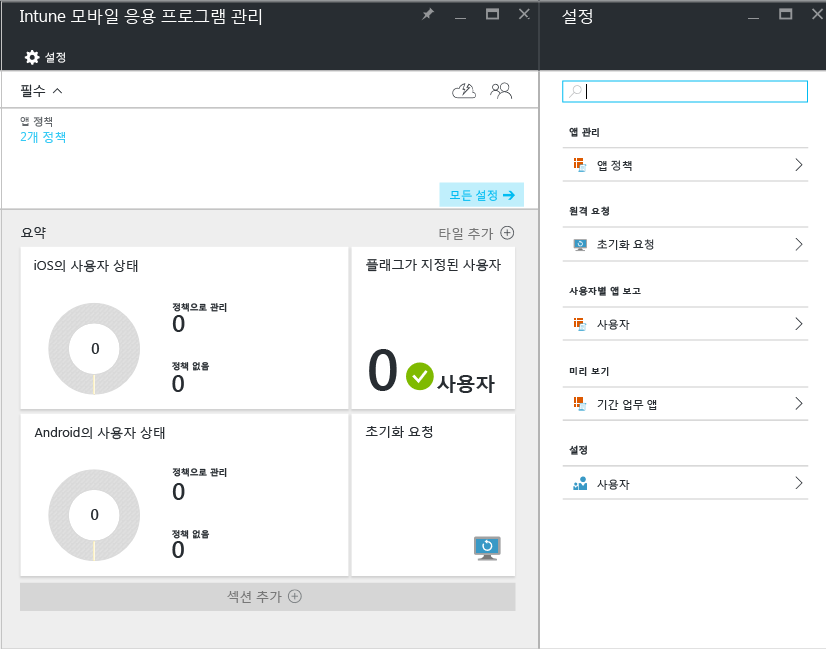 Intune 모바일 응용 프로그램 관리
설정
필수
앱 정책
2개 정책
모든 설정
요약
타일 추가
iOS의 사용자 상태
0
정책으로 관리
0
정책 없음
0
플래그가 지정된 사용자
0 사용자
Android의 사용자 상태
0
정책으로 관리
0
정책 없음
0
초기화 요청
섹션 추가
설정
앱 관리
앱 정책
원격 요청
초기화 요청
사용자별 앱 보고
사용자
미리 보기
기간 업무 앱
설정
사용자